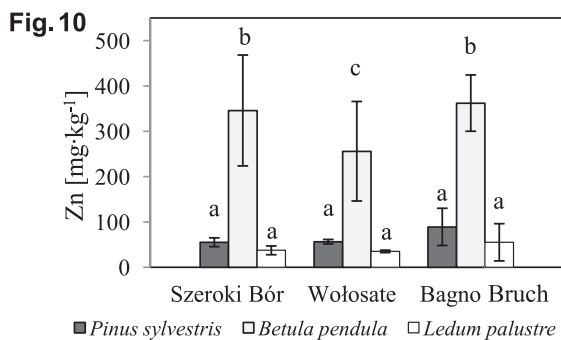 Fig. 10
500
400
300
200
100
0
Zn [mg·kg⁻¹]
a b a a c a a b a
Szeroki Bór Wołosate Bagno Bruch
Pinus sylvestris Betula pendula Ledum palustre